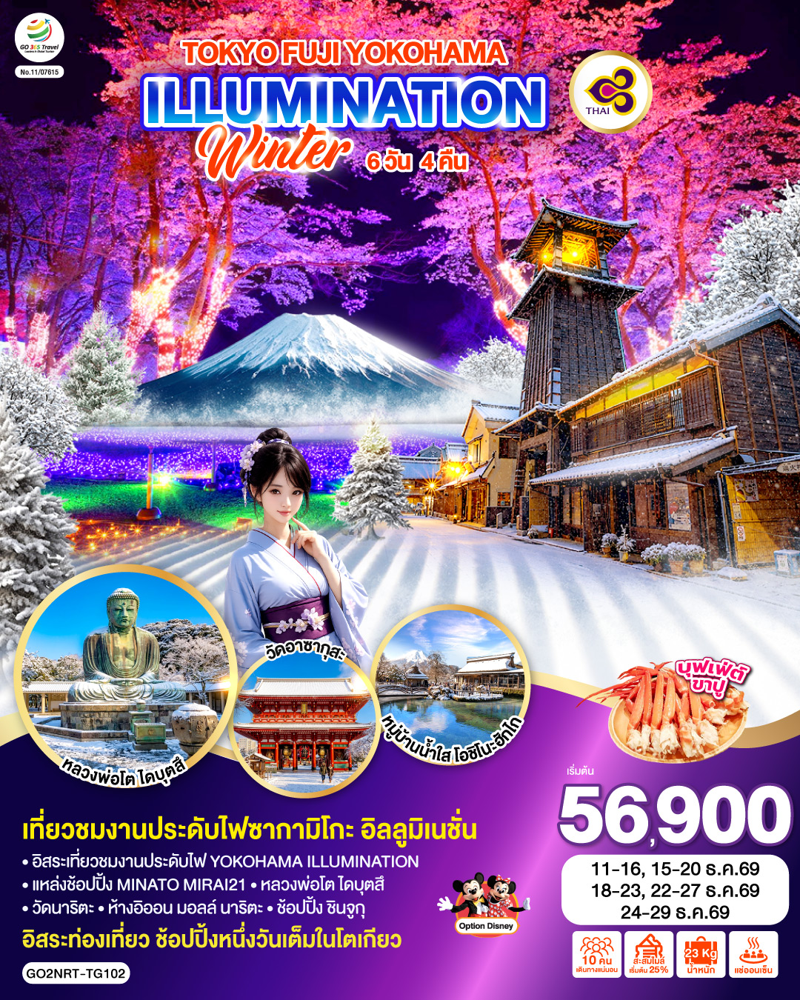 GO 365 Travel
Leaders in Global Tourism
No.11/07615
TOKYO FUJI YOKOHAMA
ILLUMINATION
Winter 6 วัน 4 คืน
THAI
วัดอาซากุสะ
หลวงพ่อโต ไดบุตสึ
หมู่บ้านน้ำใส โอชิโนะฮักไก
บุฟเฟ่ต์
ขาปู
เริ่มต้น
56,900
เที่ยวชมงานประดับไฟซากามิโกะ อิลลูมิเนชั่น
• อิสระเที่ยวชมงานประดับไฟ YOKOHAMA ILLUMINATION
• แหล่งช้อปปิ้ง MINATO MIRAI21 • หลวงพ่อโต ไดบุตสึ
• วัดนาริตะ • ห้างอิออน มอลล์ นาริตะ • ช้อปปิ้ง ชินจูกุ
อิสระท่องเที่ยว ช้อปปิ้งหนึ่งวันเต็มในโตเกียว
GO2NRT-TG102
Option Disney
11-16, 15-20 ธ.ค.69
18-23, 22-27 ธ.ค.69
24-29 ธ.ค.69
10 คน
เดินทางแน่นอน
สะสมไมล์
เริ่มต้น 25%
23 Kg
น้ำหนัก
แช่ออนเซ็น